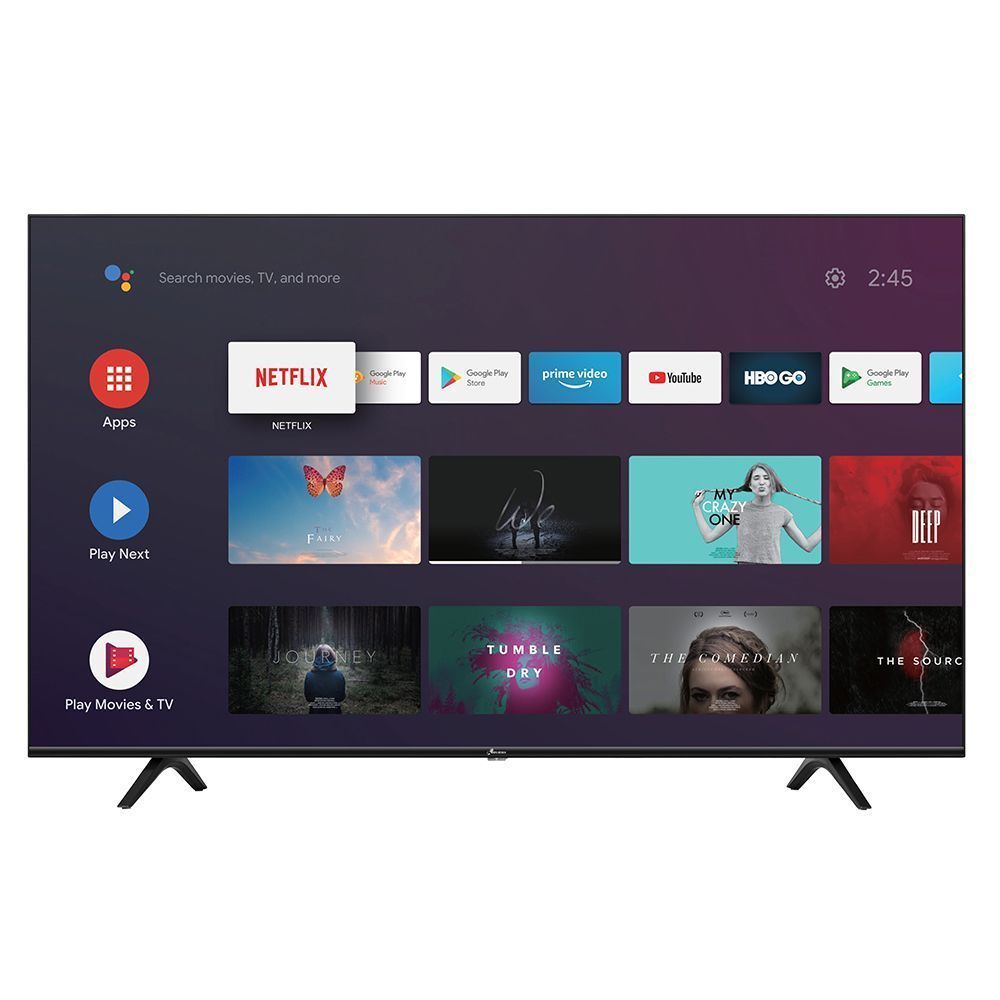 Search movies, TV, and more
2:45
Apps
NETFLIX
NETFLIX
Google Play
Music
Google Play
Store
prime video
YouTube
HBO GO
Google Play
Games
Play Next
THE
FAIRY
Live
MY
CRAZY
ONE
DEEP
Play Movies & TV
JOURNEY
TUMBLE
DRY
THE COMEDIAN
THE SOURC